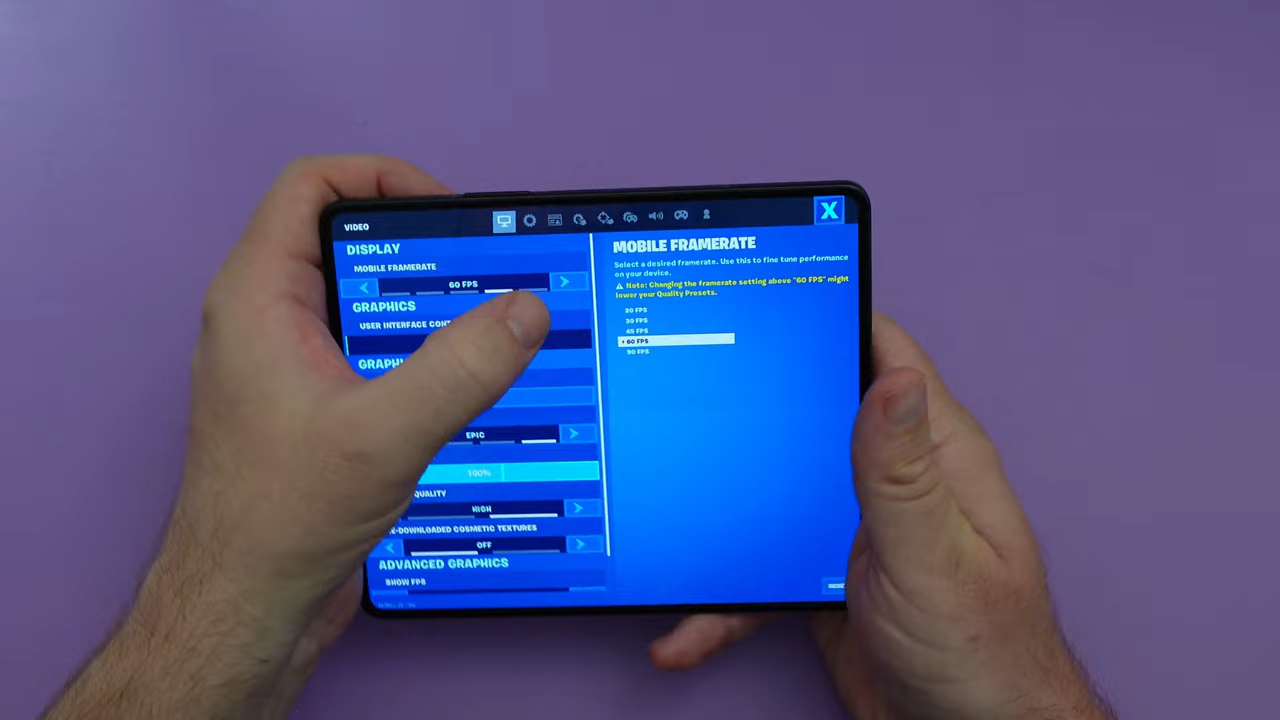 VIDEO
X
DISPLAY
MOBILE FRAMERATE
60 FPS
GRAPHICS
USER INTERFACE CONT
GRAPHI
EPIC
100%
QUALITY
HIGH
E-DOWNLOADED COSMETIC TEXTURES
OFF
ADVANCED GRAPHICS
SHOW FPS
MOBILE FRAMERATE
Select a desired framerate. Use this to fine tune performance
on your device.
Note: Changing the framerate setting above "60 FPS" might
lower your Quality Presets.
20 FPS
30 FPS
45 FPS
60 FPS
90 FPS